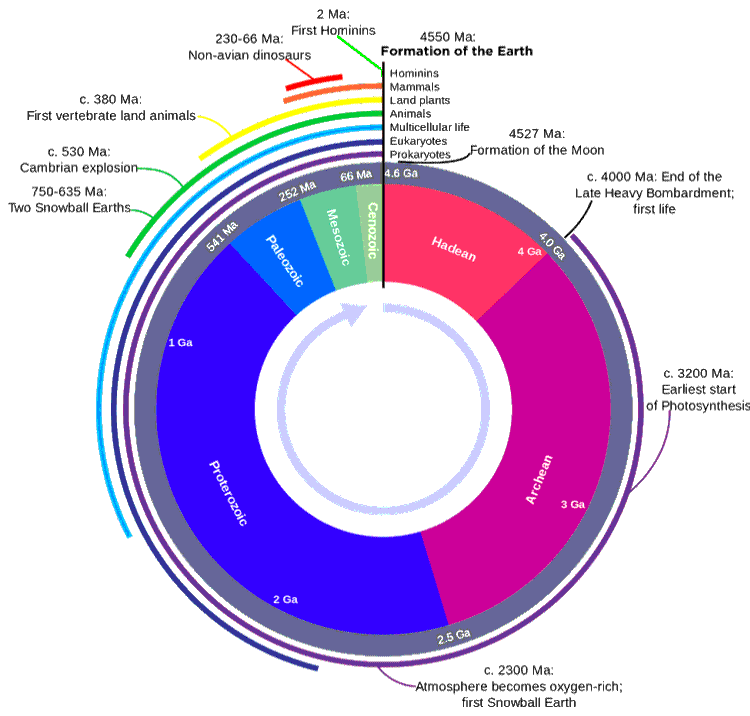 2 Ma:
First Hominins
4550 Ma:
Formation of the Earth
230-66 Ma:
Non-avian dinosaurs
Hominins
Mammals
Land plants
Animals
Multicellular life
Eukaryotes
Prokaryotes
c. 380 Ma:
First vertebrate land animals
c. 530 Ma:
Cambrian explosion
750-635 Ma:
Two Snowball Earths
4527 Ma:
Formation of the Moon
c. 4000 Ma: End of the
Late Heavy Bombardment;
first life
4.6 Ga
4.0 Ga
4 Ga
Hadean
c. 3200 Ma:
Earliest start
of Photosynthesis
Archean
3 Ga
2.5 Ga
c. 2300 Ma:
Atmosphere becomes oxygen-rich;
first Snowball Earth
2 Ga
Proterozoic
1 Ga
541 Ma
Paleozoic
252 Ma
Mesozoic
66 Ma
Cenozoic